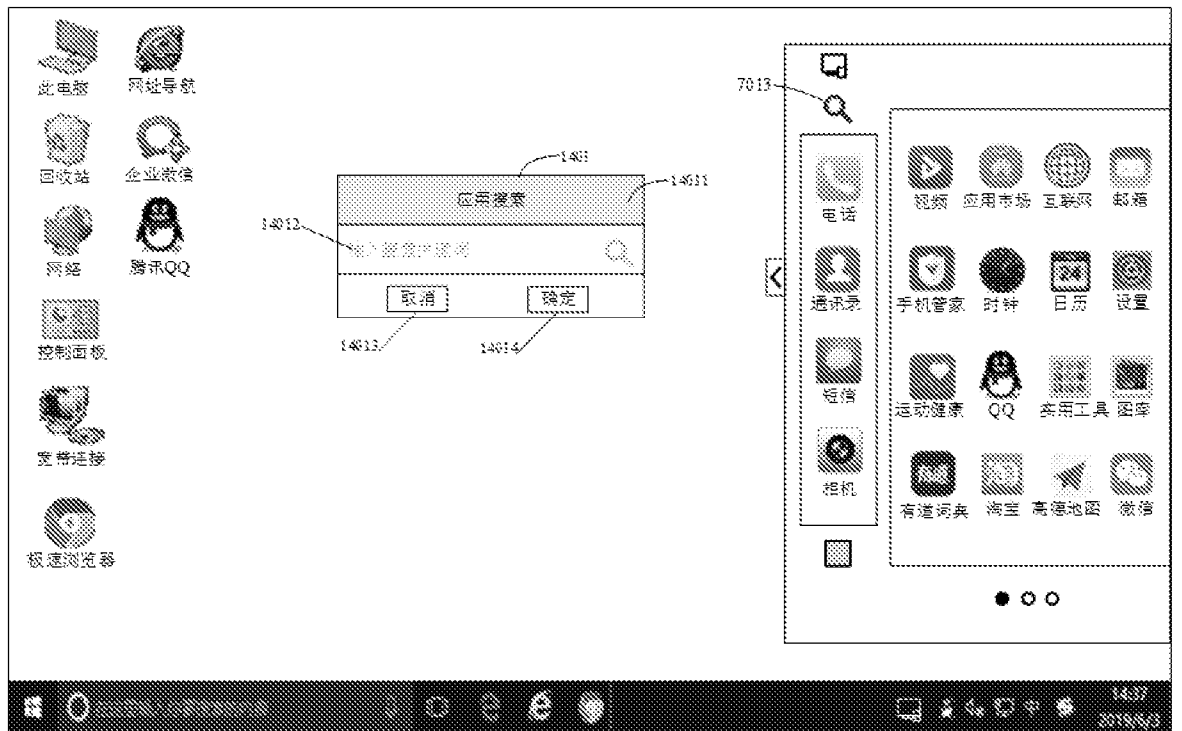 此电脑
网址导航
回收站
企业微信
网络
腾讯QQ
控制面板
宽带连接
极速浏览器
1401
应用搜索
14011
14012
取消
确定
14013
14014
7013
电话
通讯录
短信
相机
视频
应用市场
互联网
邮箱
手机管家
时钟
24
日历
设置
运动健康
QQ
实用工具
图库
有道词典
淘宝
高德地图
微信
中
14:37
2019/6/3